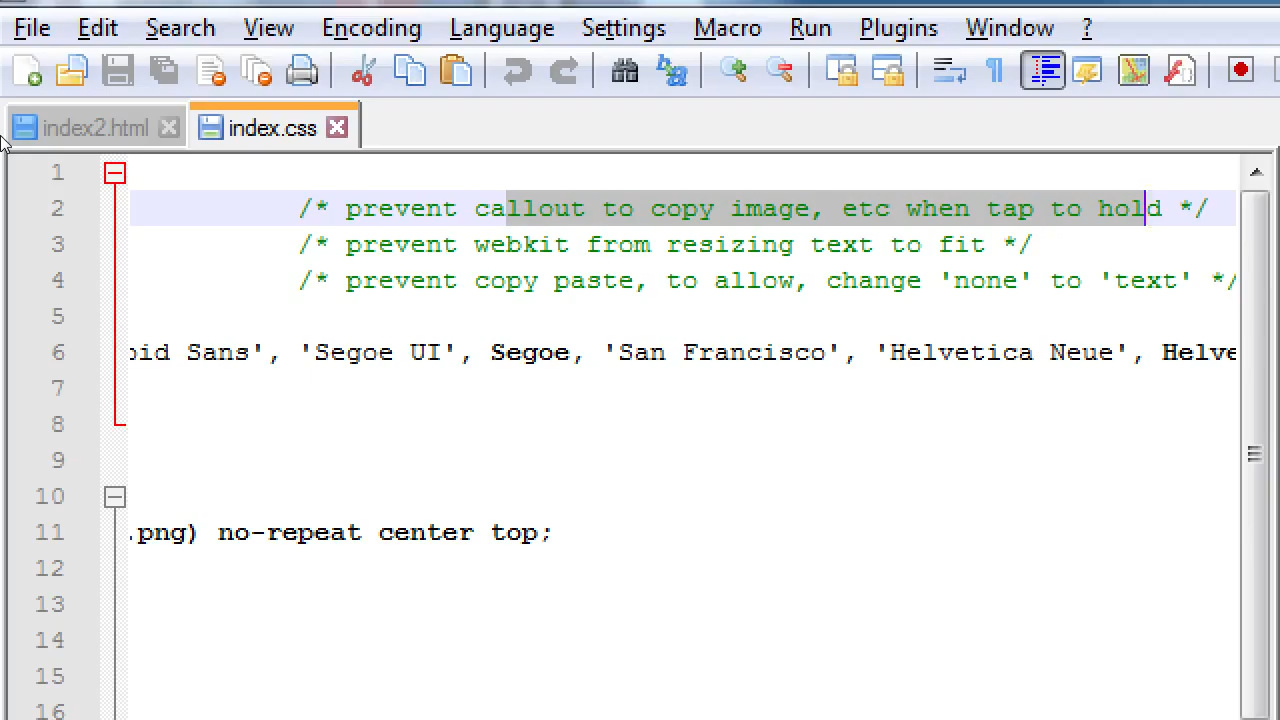 File Edit Search View Encoding Language Settings Macro Run Plugins Window ?
index2.html index.css
1
2 /* prevent callout to copy image, etc when tap to hold */
3 /* prevent webkit from resizing text to fit */
4 /* prevent copy paste, to allow, change 'none' to 'text' */
5
6 oid Sans', 'Segoe UI', Segoe, 'San Francisco', 'Helvetica Neue', Helve
7
8
9
10
11 .png) no-repeat center top;
12
13
14
15
16